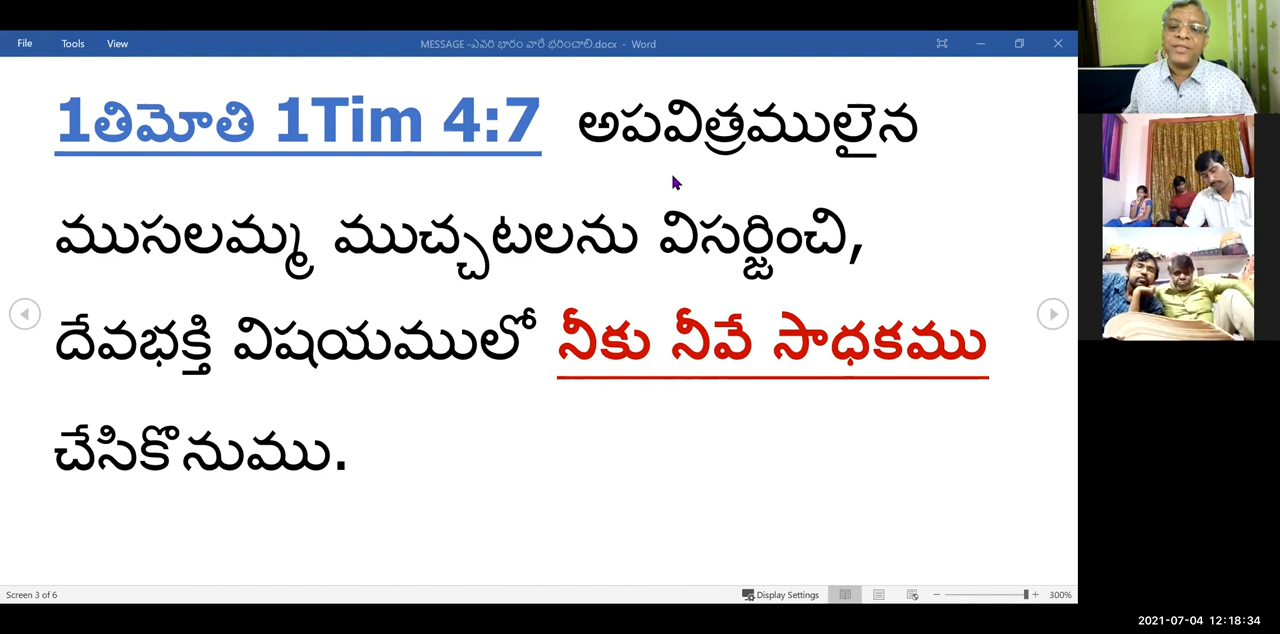 File Tools View MESSAGE -ఎవరి భారం వారే భరించాలి.docx - Word
1తిమోతి 1Tim 4:7 అపవిత్రములైన
ముసలమ్మ ముచ్చటలను విసర్జించి,
దేవభక్తి విషయములో నీకు నీవే సాధకము
చేసికొనుము.
Screen 3 of 6 Display Settings 300%
2021-07-04 12:18:34